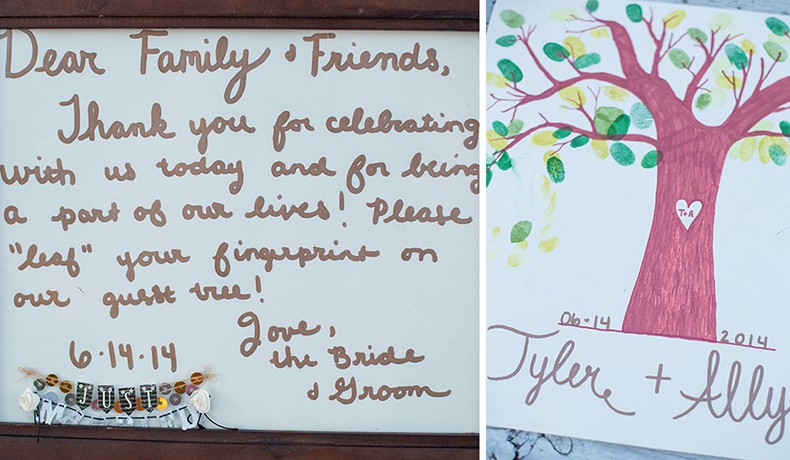 Dear Family & Friends,
Thank you for celebrating
with us today and for being
a part of our lives! Please
"leaf" your fingerprint on
our guest tree!
Love,
the Bride
& Groom
6·14·14
JUST
T+A
06-14
2014
Tyler + Ally